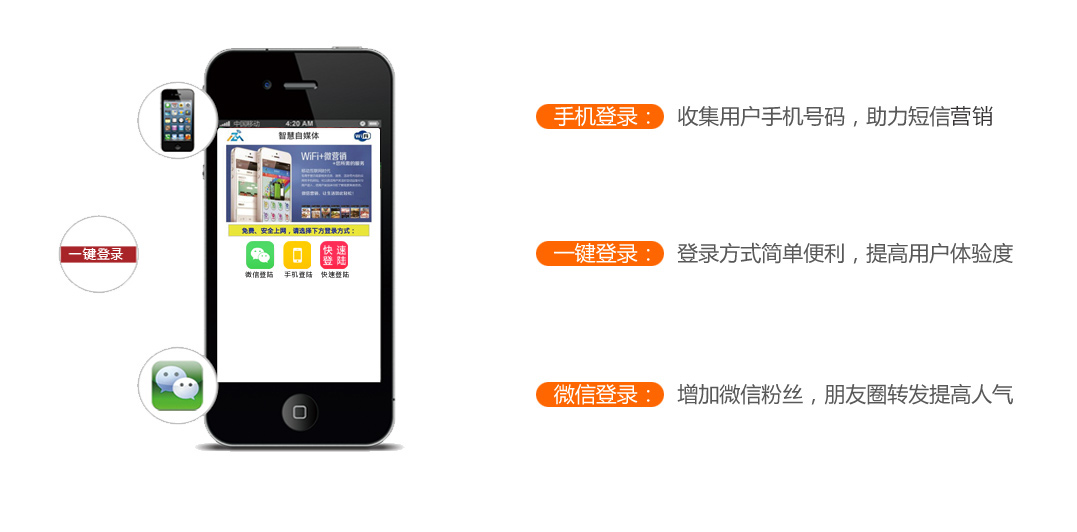 中国移动 4:20 AM
智慧自媒体
WiFi
WiFi+微营销
免费、安全上网，请选择下方登录方式：
快速登陆
微信登陆 手机登陆 快速登陆
一键登录
手机登录： 收集用户手机号码，助力短信营销
一键登录： 登录方式简单便利，提高用户体验度
微信登录： 增加微信粉丝，朋友圈转发提高人气